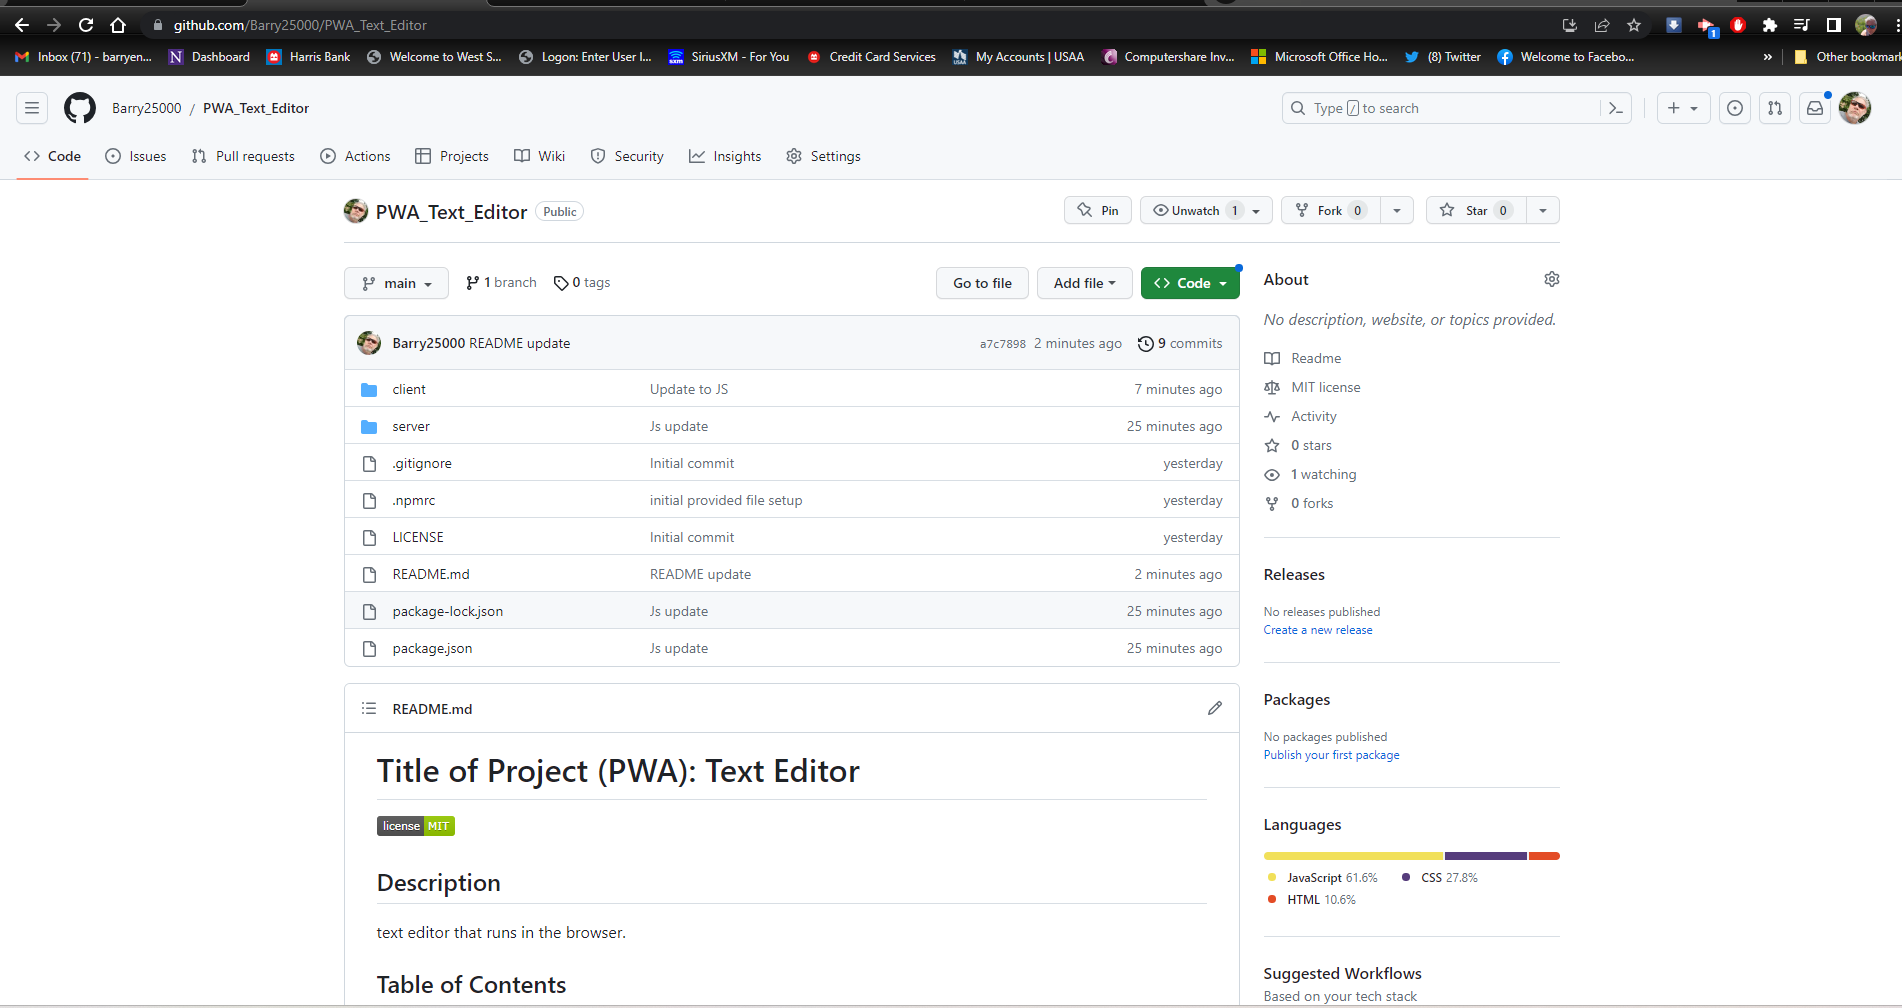 github.com/Barry25000/PWA_Text_Editor
1
Inbox (71) - barryen... Dashboard Harris Bank Welcome to West S... Logon: Enter User I... SiriusXM - For You Credit Card Services My Accounts | USAA Computershare Inv... Microsoft Office Ho... (8) Twitter Welcome to Facebo... » Other bookmark
Barry25000 / PWA_Text_Editor Type / to search
Code Issues Pull requests Actions Projects Wiki Security Insights Settings
PWA_Text_Editor Public Pin Unwatch 1 Fork 0 Star 0
main 1 branch 0 tags Go to file Add file Code
Barry25000 README update a7c7898 2 minutes ago 9 commits
client Update to JS 7 minutes ago
server Js update 25 minutes ago
.gitignore Initial commit yesterday
.npmrc initial provided file setup yesterday
LICENSE Initial commit yesterday
README.md README update 2 minutes ago
package-lock.json Js update 25 minutes ago
package.json Js update 25 minutes ago
README.md
Title of Project (PWA): Text Editor
license MIT
Description
text editor that runs in the browser.
Table of Contents
About
No description, website, or topics provided.
Readme
MIT license
Activity
0 stars
1 watching
0 forks
Releases
No releases published
Create a new release
Packages
No packages published
Publish your first package
Languages
JavaScript 61.6% CSS 27.8%
HTML 10.6%
Suggested Workflows
Based on your tech stack